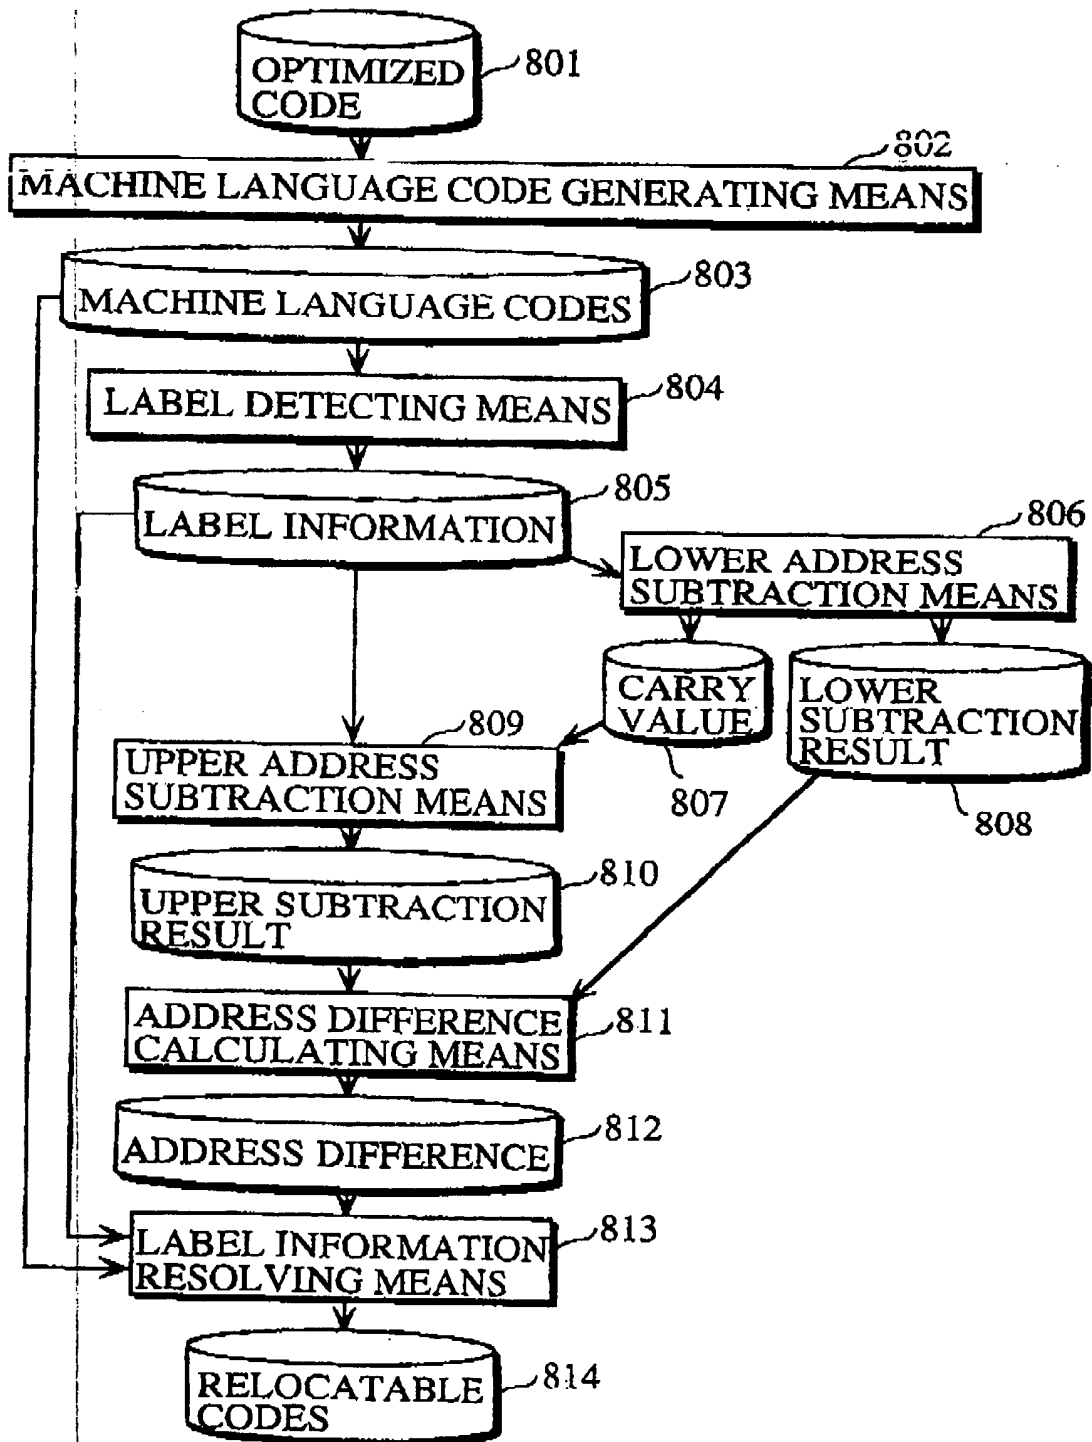 OPTIMIZED
CODE
801
802
MACHINE LANGUAGE CODE GENERATING MEANS
803
MACHINE LANGUAGE CODES
804
LABEL DETECTING MEANS
805
LABEL INFORMATION
806
LOWER ADDRESS
SUBTRACTION MEANS
CARRY
VALUE
807
LOWER
SUBTRACTION
RESULT
808
809
UPPER ADDRESS
SUBTRACTION MEANS
810
UPPER SUBTRACTION
RESULT
ADDRESS DIFFERENCE
CALCULATING MEANS
811
ADDRESS DIFFERENCE
812
LABEL INFORMATION
RESOLVING MEANS
813
RELOCATABLE
CODES
814